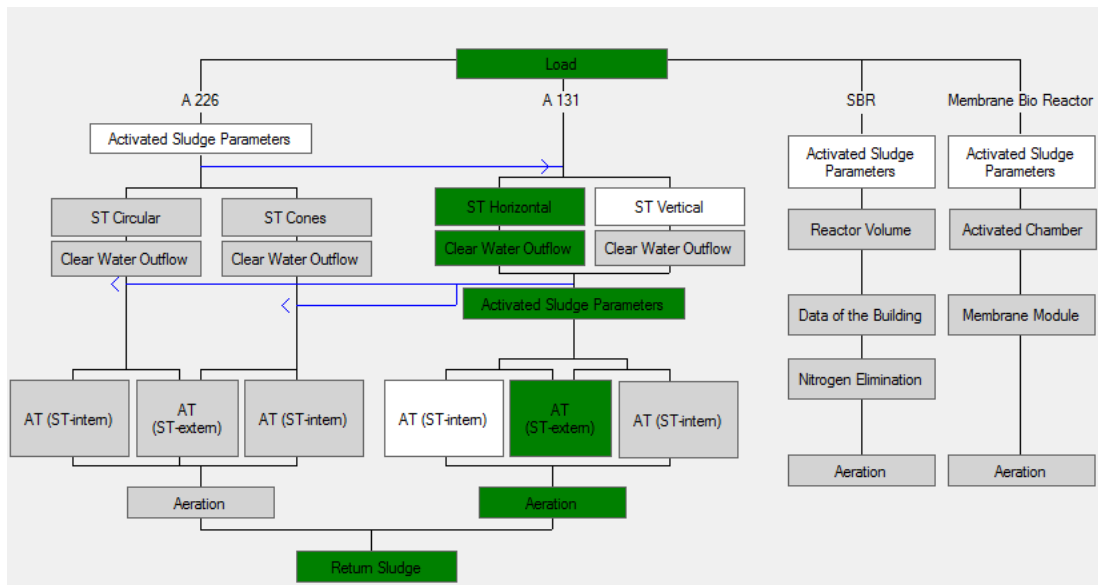 Load
A 226
A 131
SBR
Membrane Bio Reactor
Activated Sludge Parameters
Activated Sludge
Parameters
Activated Sludge
Parameters
ST Circular
ST Cones
ST Horizontal
ST Vertical
Reactor Volume
Activated Chamber
Clear Water Outflow
Clear Water Outflow
Clear Water Outflow
Clear Water Outflow
Activated Sludge Parameters
Data of the Building
Membrane Module
Nitrogen Elimination
AT (ST-intern)
AT
(ST-extern)
AT (ST-intern)
AT (ST-intern)
AT
(ST-extern)
AT (ST-intern)
Aeration
Aeration
Aeration
Aeration
Return Sludge